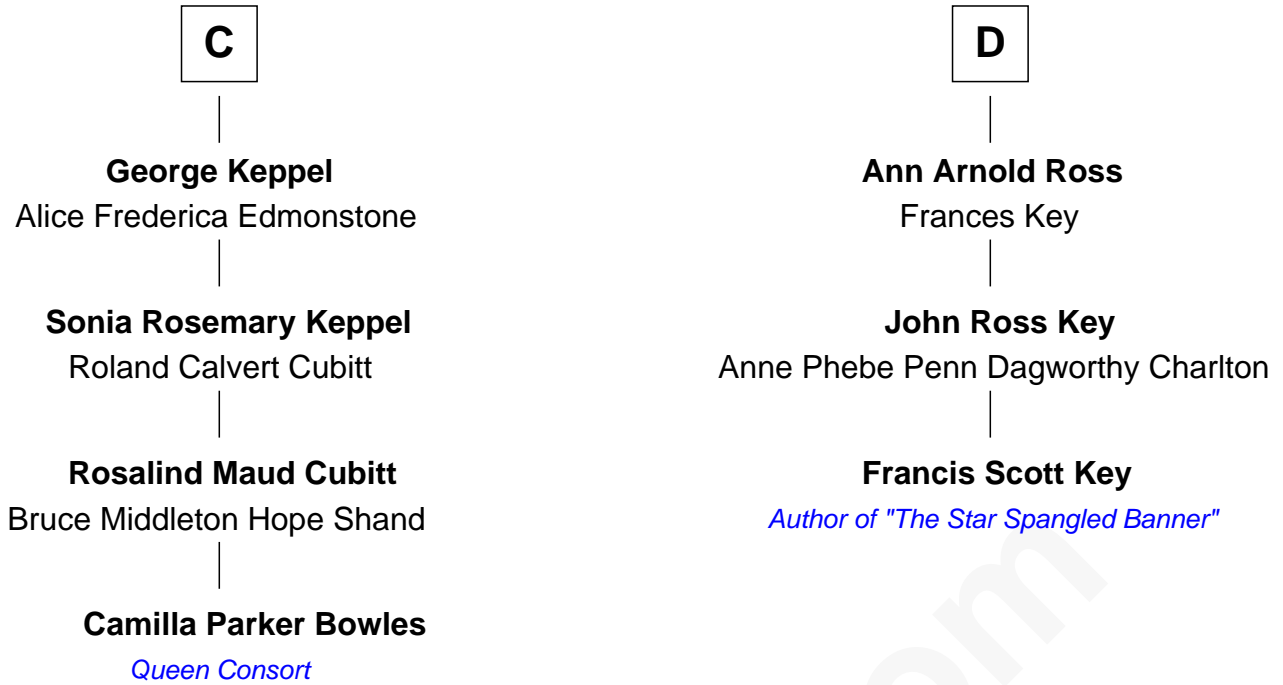 C
George Keppel
Alice Frederica Edmonstone
Sonia Rosemary Keppel
Roland Calvert Cubitt
Rosalind Maud Cubitt
Bruce Middleton Hope Shand
Camilla Parker Bowles
Queen Consort
D
Ann Arnold Ross
Frances Key
John Ross Key
Anne Phebe Penn Dagworthy Charlton
Francis Scott Key
Author of "The Star Spangled Banner"
om